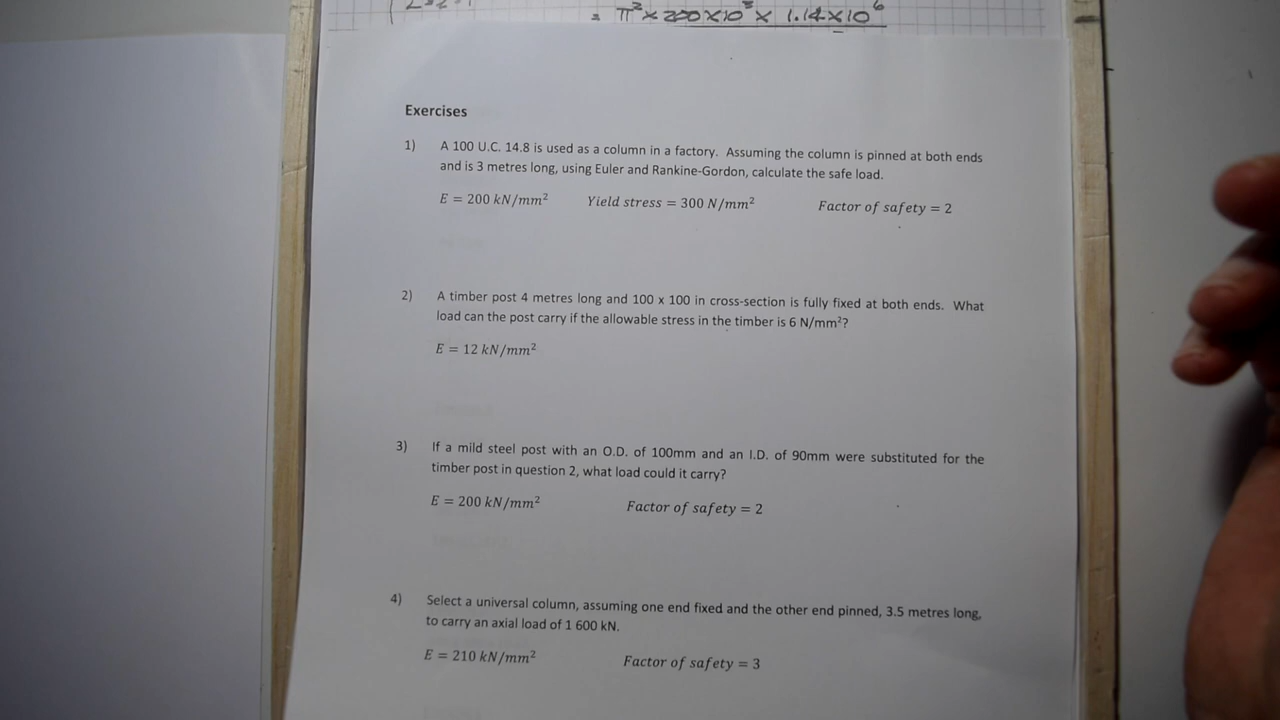 = π² × 200 × 10³ × 1.14 × 10⁶
Exercises
1) A 100 U.C. 14.8 is used as a column in a factory. Assuming the column is pinned at both ends
and is 3 metres long, using Euler and Rankine-Gordon, calculate the safe load.
E = 200 kN/mm² Yield stress = 300 N/mm² Factor of safety = 2
2) A timber post 4 metres long and 100 x 100 in cross-section is fully fixed at both ends. What
load can the post carry if the allowable stress in the timber is 6 N/mm²?
E = 12 kN/mm²
3) If a mild steel post with an O.D. of 100mm and an I.D. of 90mm were substituted for the
timber post in question 2, what load could it carry?
E = 200 kN/mm² Factor of safety = 2
4) Select a universal column, assuming one end fixed and the other end pinned, 3.5 metres long,
to carry an axial load of 1 600 kN.
E = 210 kN/mm² Factor of safety = 3